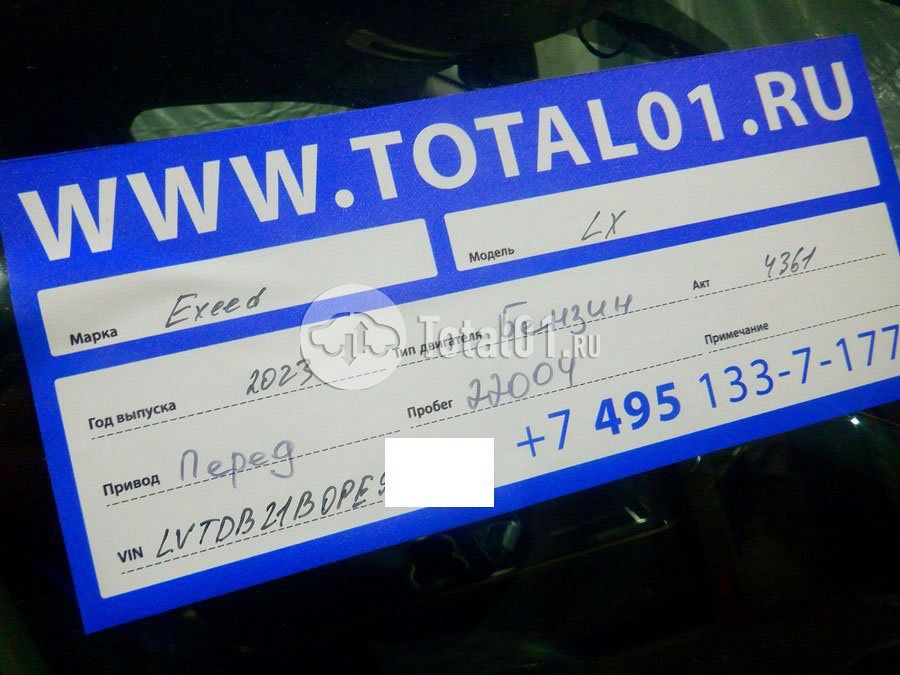 WWW.TOTAL01.RU
Марка Exeed Модель LX
Год выпуска 2023 Тип двигателя Бензин Акт 4361
Привод Перед Пробег 22004 Примечание
VIN LVTDB21B0PE
+7 495 133-7-177
Total01.RU